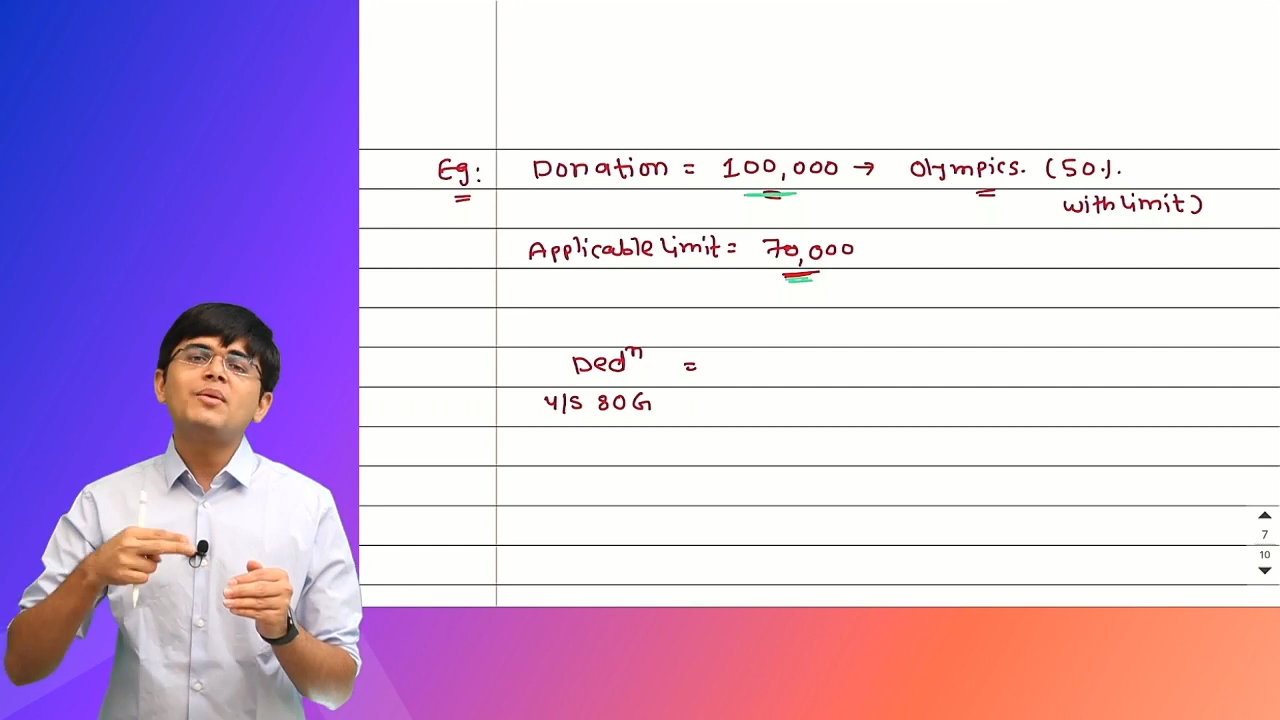 Eg: Donation = 100,000 → Olympics. (50%.
with limit)
Applicable limit = 70,000
Dedⁿ =
u/s 80G
7
10